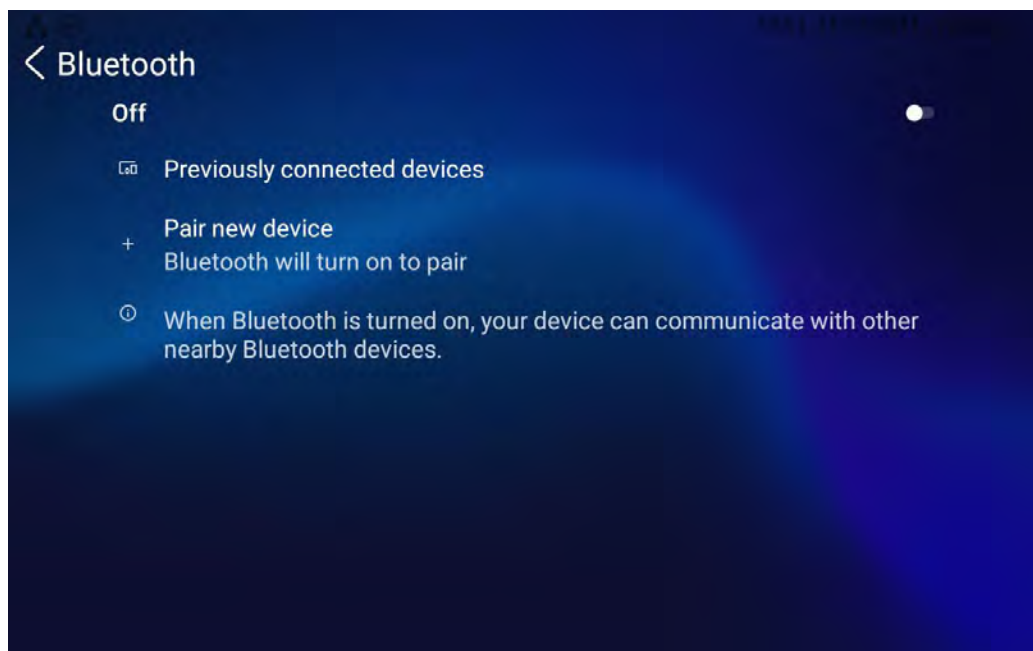 Bluetooth
Off
Previously connected devices
Pair new device
Bluetooth will turn on to pair
When Bluetooth is turned on, your device can communicate with other
nearby Bluetooth devices.